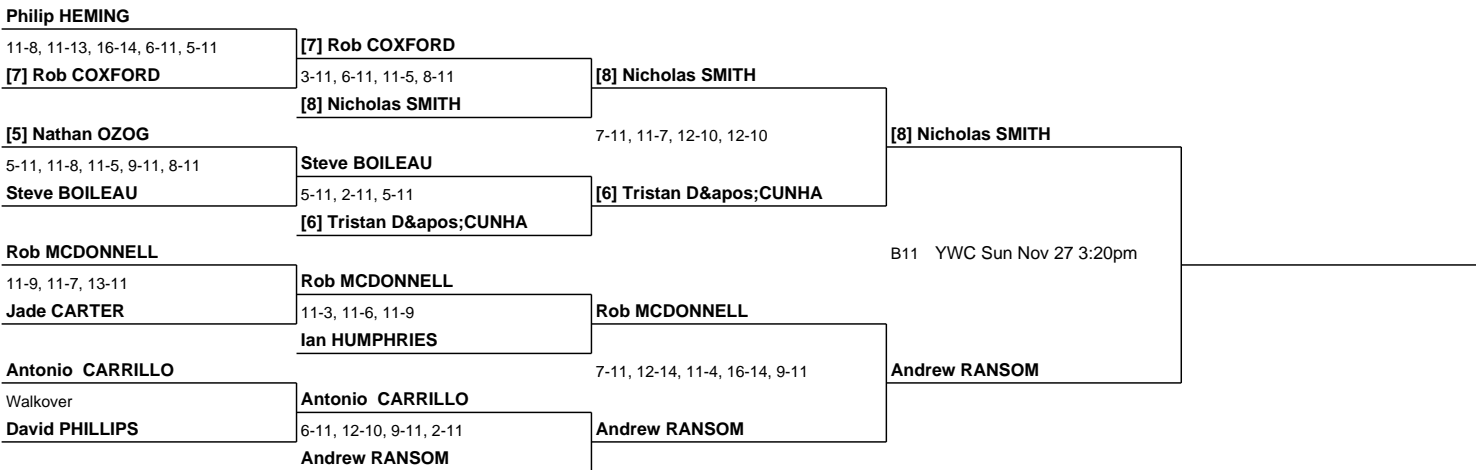 Philip HEMING
11-8, 11-13, 16-14, 6-11, 5-11
[7] Rob COXFORD
[7] Rob COXFORD
3-11, 6-11, 11-5, 8-11
[8] Nicholas SMITH
[8] Nicholas SMITH
7-11, 11-7, 12-10, 12-10
[8] Nicholas SMITH
[5] Nathan OZOG
5-11, 11-8, 11-5, 9-11, 8-11
Steve BOILEAU
Steve BOILEAU
5-11, 2-11, 5-11
[6] Tristan D&apos;CUNHA
[6] Tristan D&apos;CUNHA
B11 YWC Sun Nov 27 3:20pm
Rob MCDONNELL
11-9, 11-7, 13-11
Jade CARTER
Rob MCDONNELL
11-3, 11-6, 11-9
Ian HUMPHRIES
Rob MCDONNELL
7-11, 12-14, 11-4, 16-14, 9-11
Andrew RANSOM
Antonio  CARRILLO
Walkover
David PHILLIPS
Antonio  CARRILLO
6-11, 12-10, 9-11, 2-11
Andrew RANSOM
Andrew RANSOM